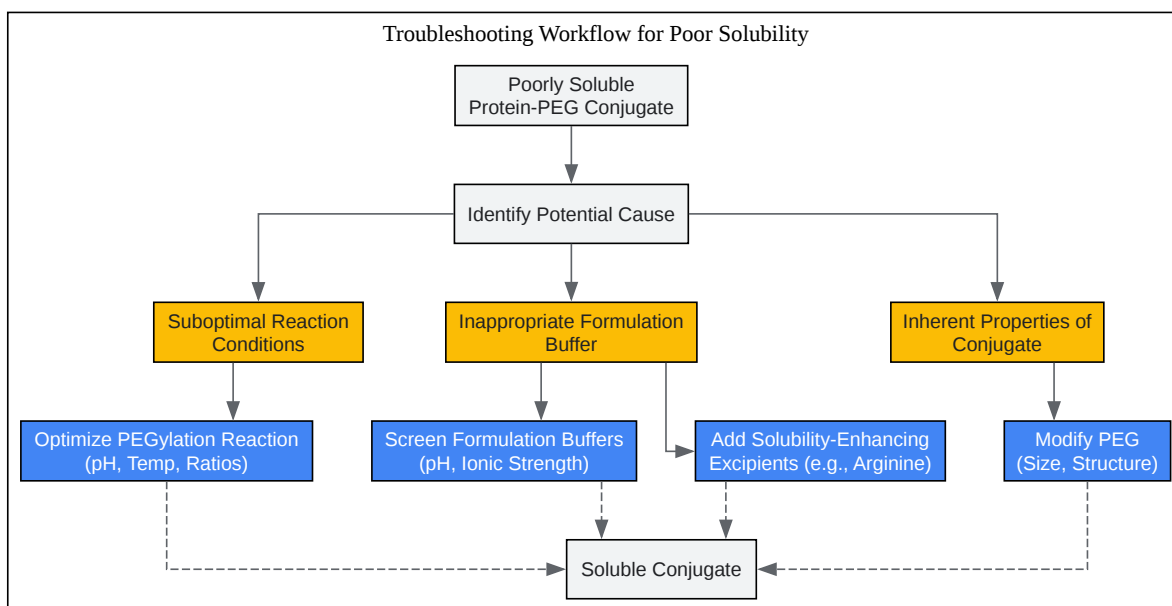 Troubleshooting Workflow for Poor Solubility
Poorly Soluble
Protein-PEG Conjugate
Identify Potential Cause
Suboptimal Reaction
Conditions
Inappropriate Formulation
Buffer
Inherent Properties of
Conjugate
Optimize PEGylation Reaction
(pH, Temp, Ratios)
Screen Formulation Buffers
(pH, Ionic Strength)
Add Solubility-Enhancing
Excipients (e.g., Arginine)
Modify PEG
(Size, Structure)
Soluble Conjugate